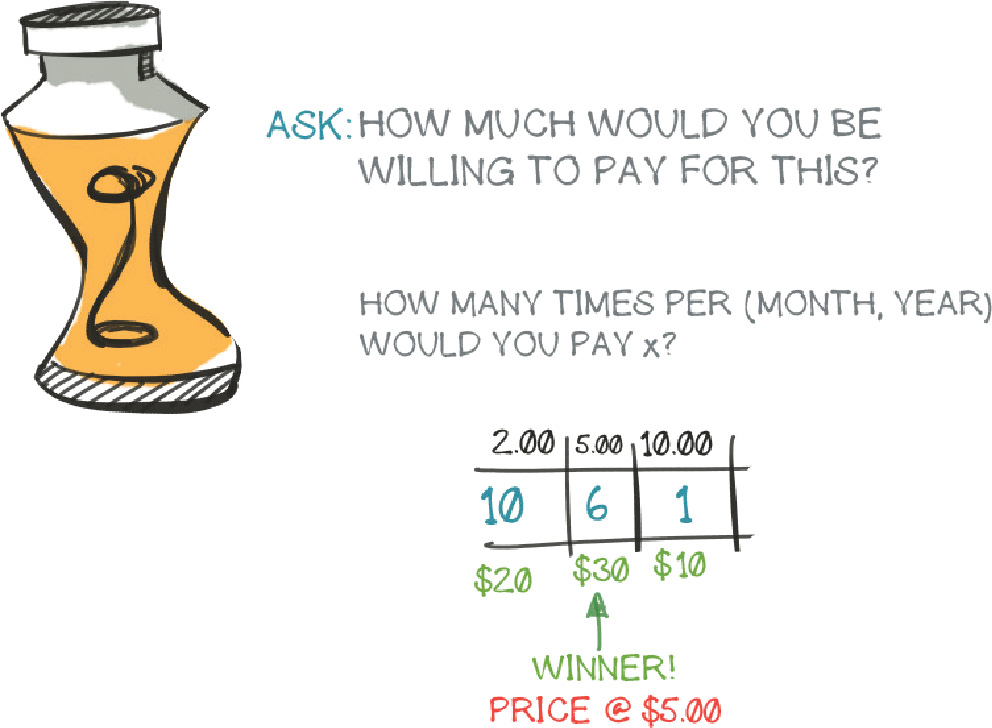 ASK: HOW MUCH WOULD YOU BE
WILLING TO PAY FOR THIS?
HOW MANY TIMES PER (MONTH, YEAR)
WOULD YOU PAY x?
2.00 5.00 10.00
10 6 1
$20 $30 $10
WINNER!
PRICE @ $5.00